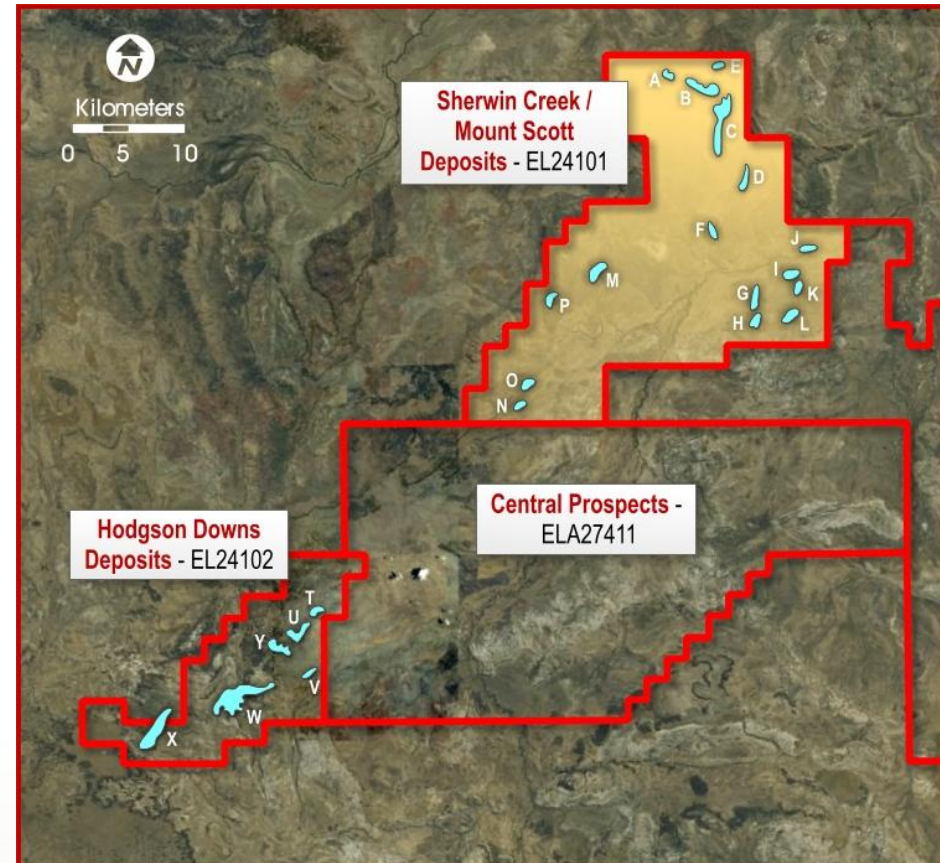 N
Kilometers
0 5 10
Sherwin Creek /
Mount Scott
Deposits - EL24101
A
E
B
C
D
F
J
I
M
K
G
P
H
L
O
N
Central Prospects -
ELA27411
Hodgson Downs
Deposits - EL24102
T
U
Y
V
W
X